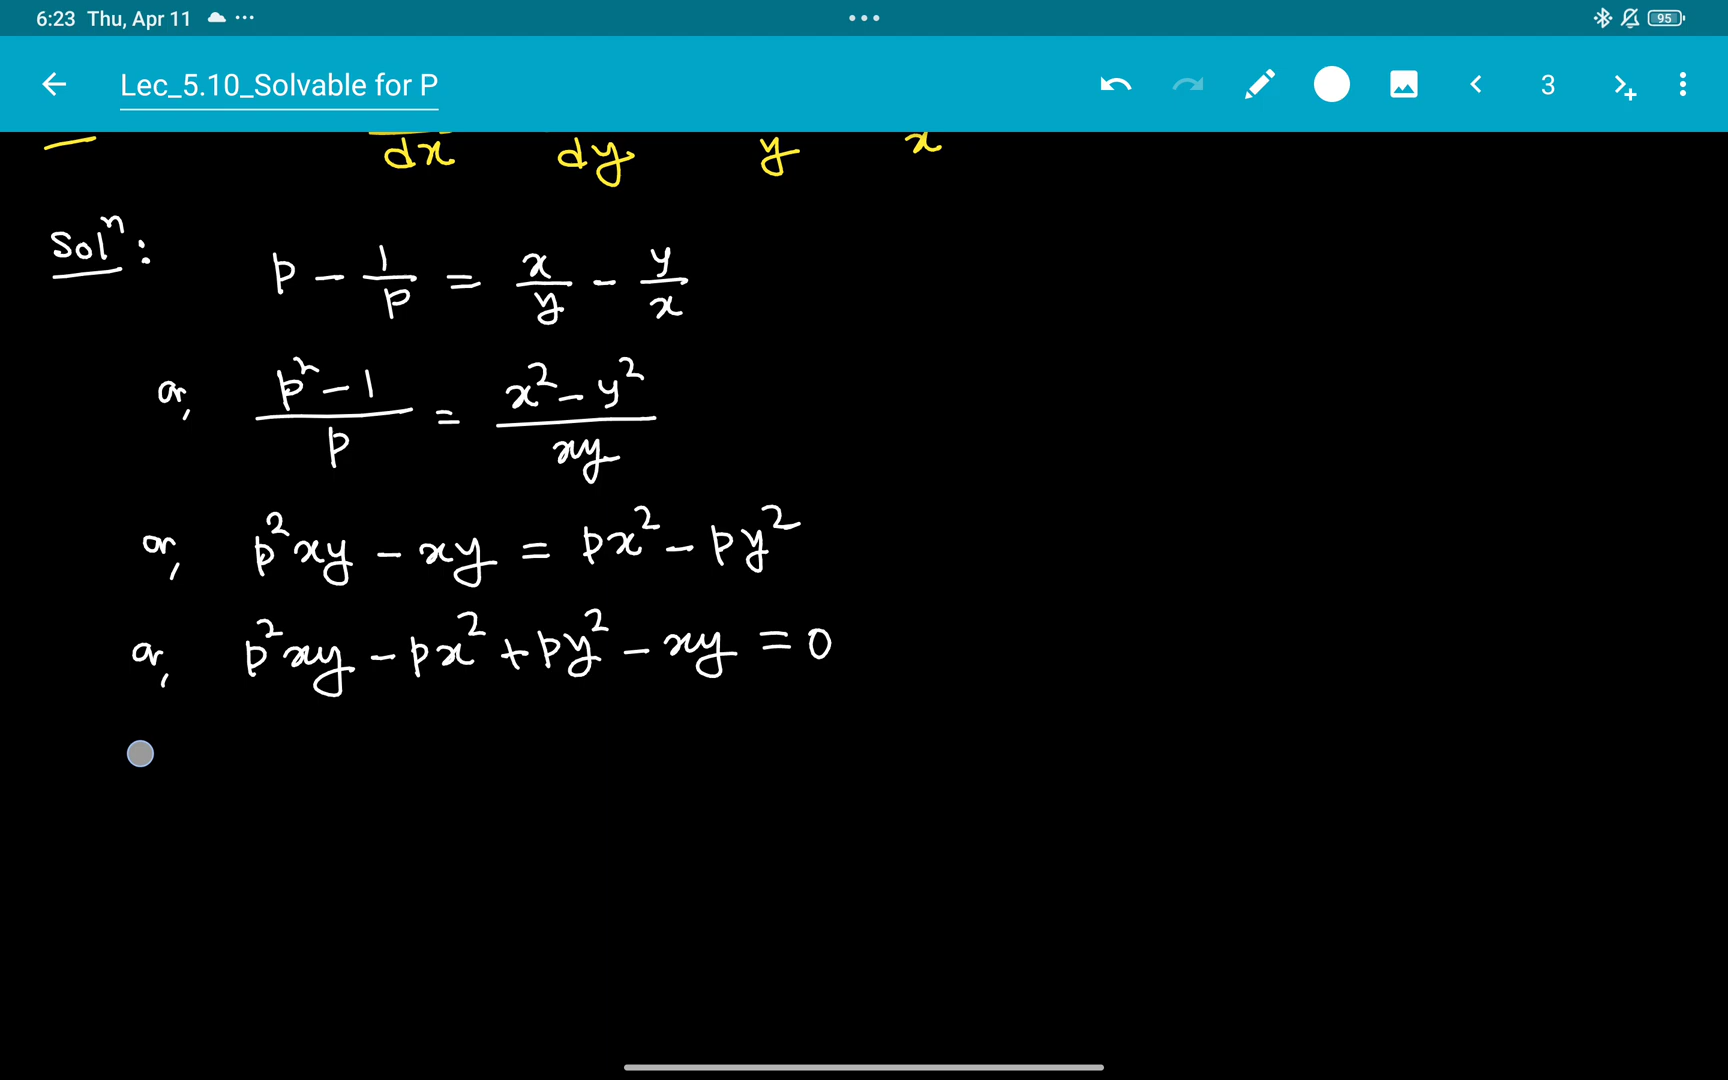 6:23 Thu, Apr 11
95
Lec_5.10_Solvable for P
3
dx dy y x
Solⁿ:
p - 1/p = x/y - y/x
or, (p² - 1)/p = (x² - y²)/xy
or, p²xy - xy = px² - py²
or, p²xy - px² + py² - xy = 0